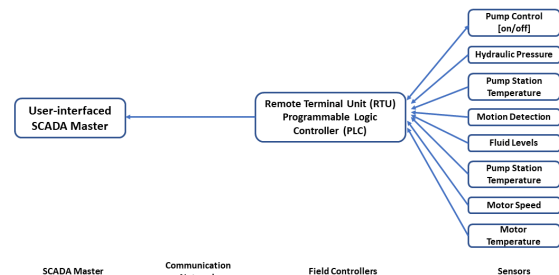 Pump Control
[on/off]
Hydraulic Pressure
Pump Station
Temperature
User-interfaced
SCADA Master
Remote Terminal Unit (RTU)
Programmable Logic
Controller (PLC)
Motion Detection
Fluid Levels
Pump Station
Temperature
Motor Speed
Motor
Temperature
SCADA Master
Communication
Field Controllers
Sensors